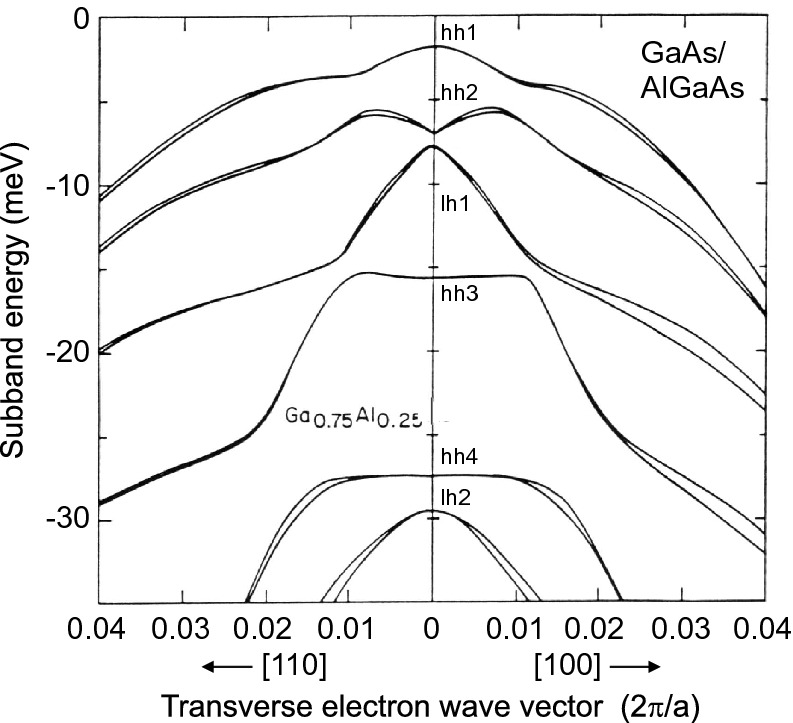 0
hh1
GaAs/
AlGaAs
hh2
-10
lh1
hh3
-20
Ga0.75Al0.25
hh4
lh2
-30
Subband energy (meV)
0.04 0.03 0.02 0.01 0 0.01 0.02 0.03 0.04
← [110] [100] →
Transverse electron wave vector (2π/a)